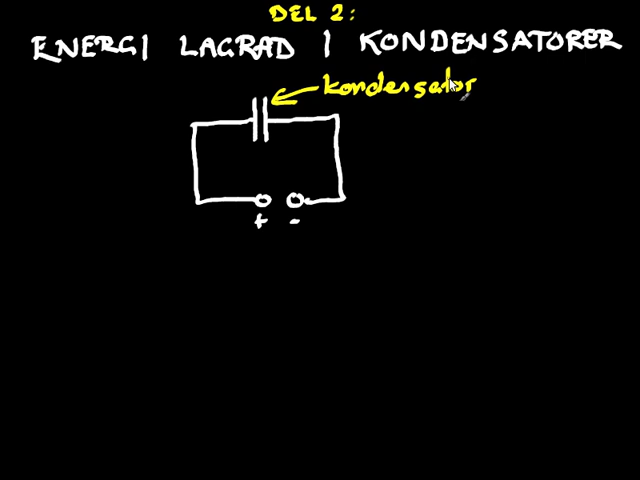 DEL 2:
ENERGI LAGRAD I KONDENSATORER
kondensator
+ -